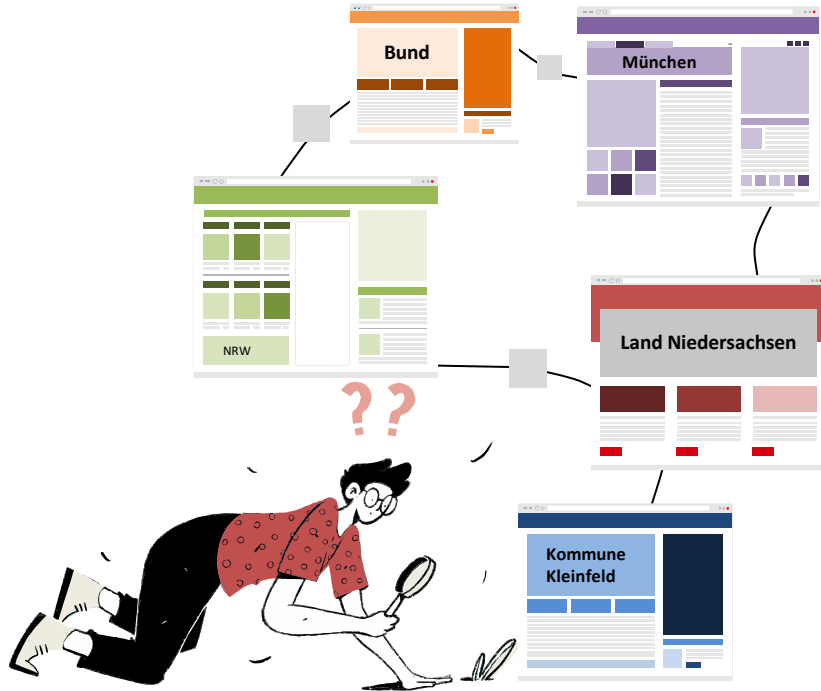 Bund
München
NRW
Land Niedersachsen
??
Kommune
Kleinfeld